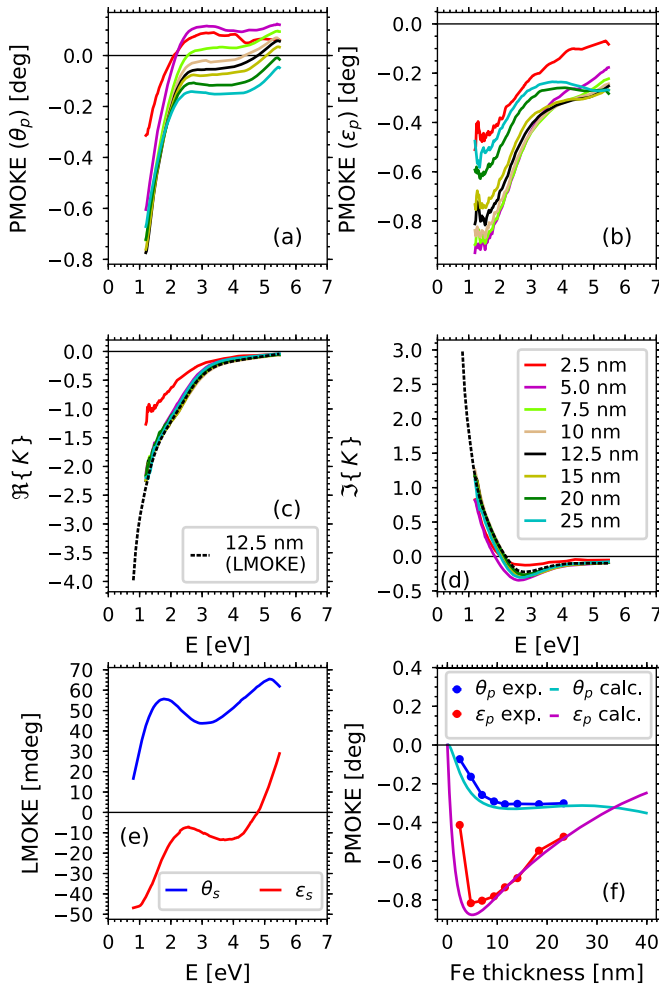 PMOKE (θp) [deg]
0.0
−0.2
−0.4
−0.6
−0.8
(a)
0 1 2 3 4 5 6 7
PMOKE (εp) [deg]
0.0
−0.2
−0.4
−0.6
−0.8
(b)
0 1 2 3 4 5 6 7
ℜ{K}
0.0
−0.5
−1.0
−1.5
−2.0
−2.5
−3.0
−3.5
−4.0
(c)
12.5 nm
(LMOKE)
0 1 2 3 4 5 6 7
E [eV]
ℑ{K}
3.0
2.5
2.0
1.5
1.0
0.5
−0.0
−0.5
2.5 nm
5.0 nm
7.5 nm
10 nm
12.5nm
15 nm
20 nm
25 nm
(d)
0 1 2 3 4 5 6 7
E [eV]
LMOKE [mdeg]
70
60
50
40
30
20
10
0
−10
−20
−30
−40
−50
(e)
θs
εs
0 1 2 3 4 5 6 7
E [eV]
PMOKE [deg]
0.4
0.2
0.0
−0.2
−0.4
−0.6
−0.8
θp exp.
θp calc.
εp exp.
εp calc.
(f)
0 10 20 30 40
Fe thickness [nm]